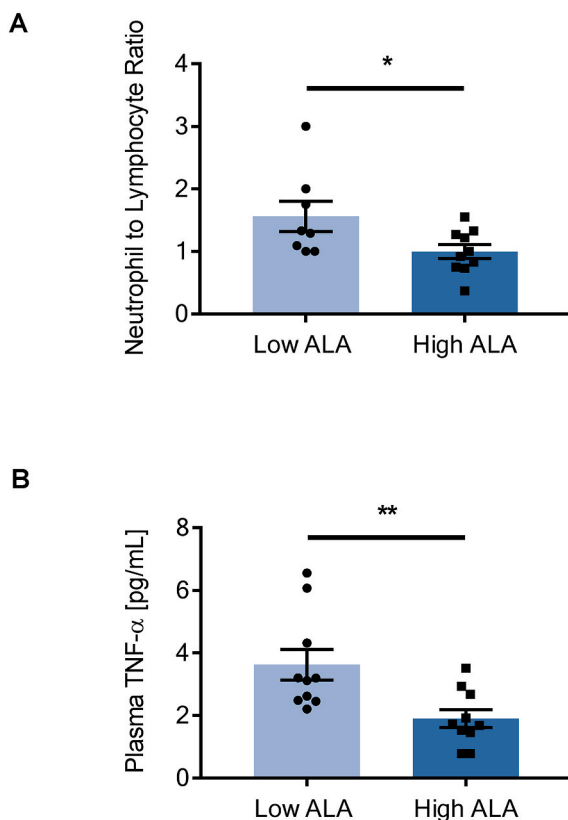 A
Neutrophil to Lymphocyte Ratio
4
3
2
1
0
*
Low ALA
High ALA
B
Plasma TNF-α [pg/mL]
8
6
4
2
0
**
Low ALA
High ALA